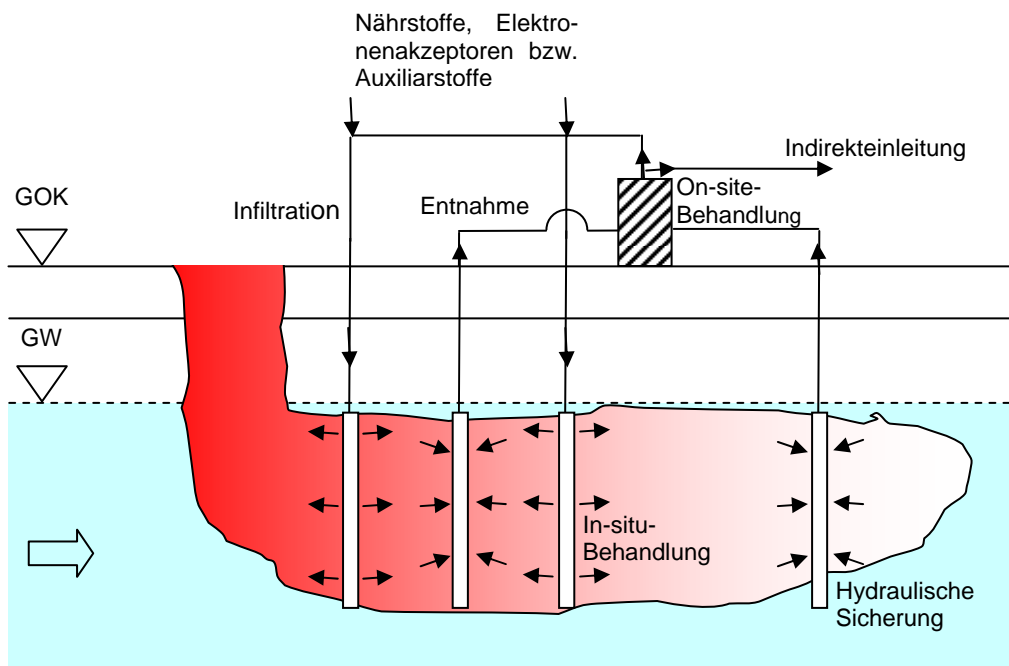 Nährstoffe, Elektro-
nenakzeptoren bzw.
Auxiliarstoffe
Indirekteinleitung
GOK
Infiltration
Entnahme
On-site-
Behandlung
GW
In-situ-
Behandlung
Hydraulische
Sicherung